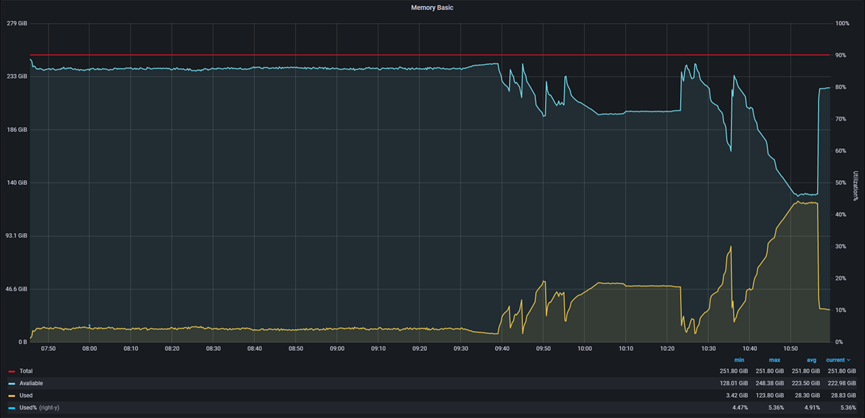 Memory Basic
279 GiB
233 GiB
186 GiB
140 GiB
93.1 GiB
46.6 GiB
0 B
100%
90%
80%
70%
60%
50%
40%
30%
20%
10%
0%
Utilization%
07:50 08:00 08:10 08:20 08:30 08:40 08:50 09:00 09:10 09:20 09:30 09:40 09:50 10:00 10:10 10:20 10:30 10:40 10:50
min max avg current
Total 251.80 GiB 251.80 GiB 251.80 GiB 251.80 GiB
Available 128.01 GiB 248.38 GiB 223.50 GiB 222.98 GiB
Used 3.42 GiB 123.80 GiB 28.30 GiB 28.83 GiB
Used% (right-y) 4.47% 5.36% 4.91% 5.36%